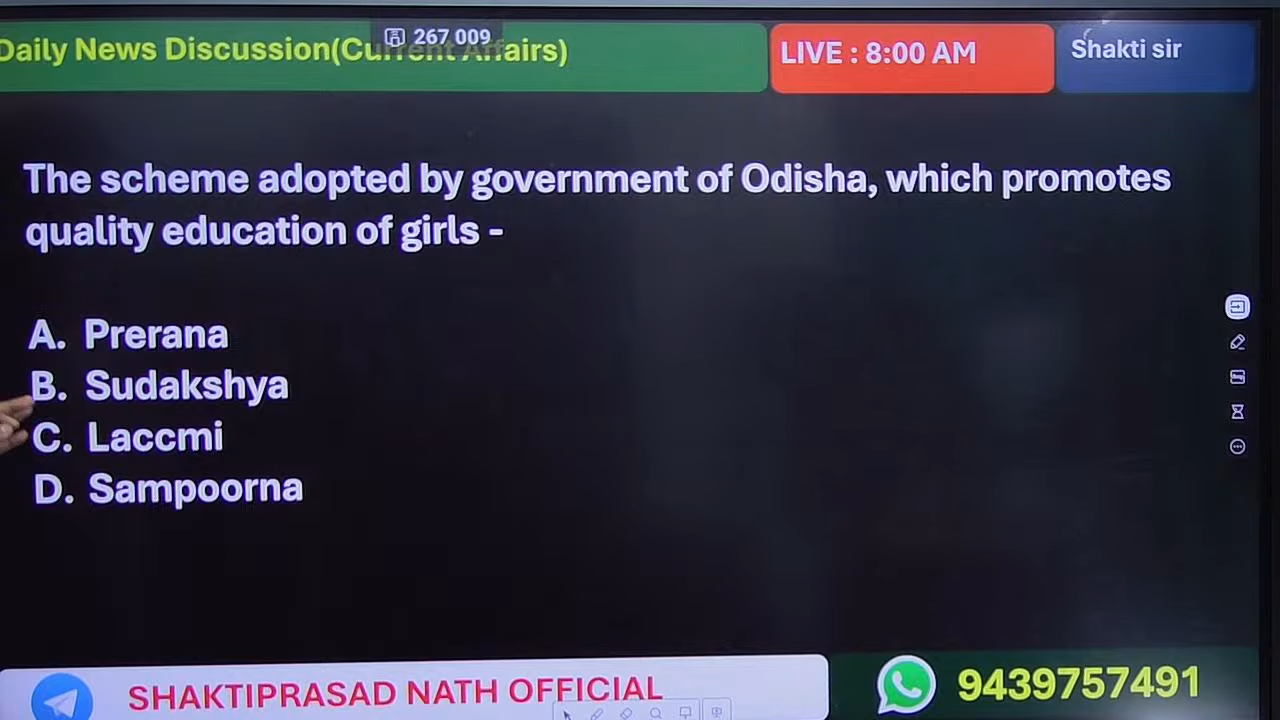 Daily News Discussion(Current Affairs)
267 009
LIVE : 8:00 AM
Shakti sir
The scheme adopted by government of Odisha, which promotes
quality education of girls -
A. Prerana
B. Sudakshya
C. Laccmi
D. Sampoorna
SHAKTIPRASAD NATH OFFICIAL
9439757491